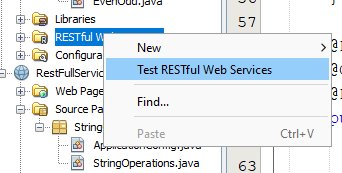 EvenOdd.java
Libraries
RESTful
Configura
RestFullService
Web Page
Source Pa
String
ApplicationConfig.java
StringOperations.java
New
Test RESTful Web Services
Find...
Paste Ctrl+V
57
63